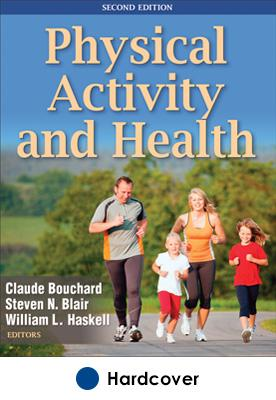 SECOND EDITION
Physical
Activity
and Health
Claude Bouchard
Steven N. Blair
William L. Haskell
EDITORS
Hardcover